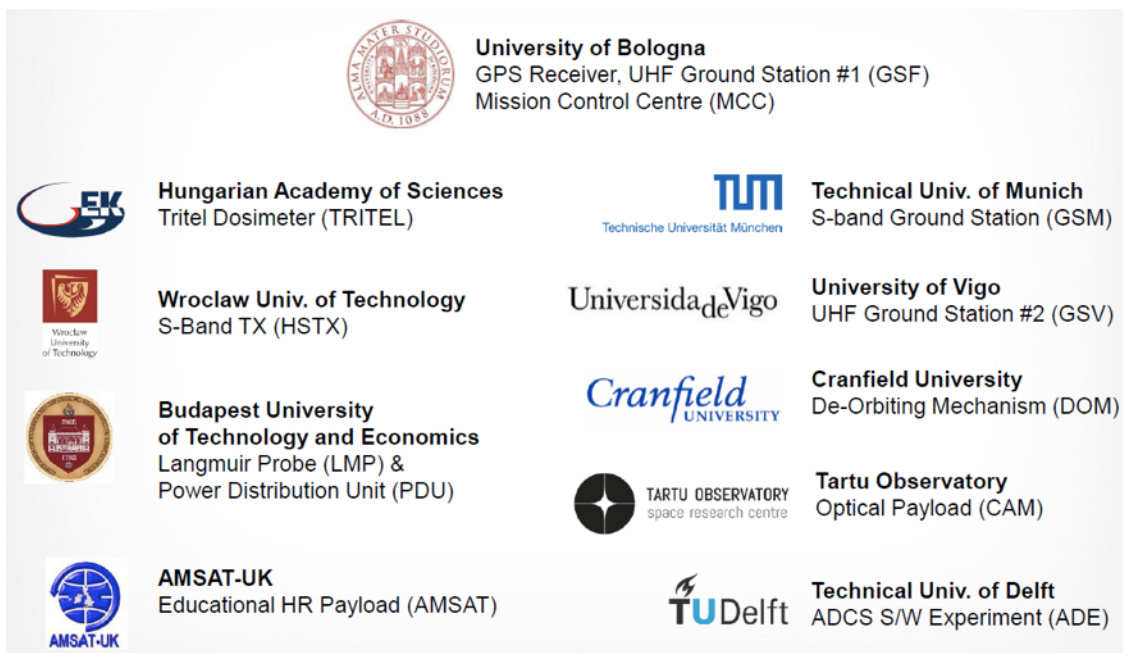 ALMA MATER STUDIORUM
A.D. 1088
University of Bologna
GPS Receiver, UHF Ground Station #1 (GSF)
Mission Control Centre (MCC)
EK
Hungarian Academy of Sciences
Tritel Dosimeter (TRITEL)
Wroclaw
University
of Technology
Wroclaw Univ. of Technology
S-Band TX (HSTX)
1782
Budapest University
of Technology and Economics
Langmuir Probe (LMP) &
Power Distribution Unit (PDU)
AMSAT-UK
AMSAT-UK
Educational HR Payload (AMSAT)
TUM
Technische Universität München
Technical Univ. of Munich
S-band Ground Station (GSM)
UniversidadeVigo
University of Vigo
UHF Ground Station #2 (GSV)
Cranfield
UNIVERSITY
Cranfield University
De-Orbiting Mechanism (DOM)
TARTU OBSERVATORY
space research centre
Tartu Observatory
Optical Payload (CAM)
TUDelft
Technical Univ. of Delft
ADCS S/W Experiment (ADE)